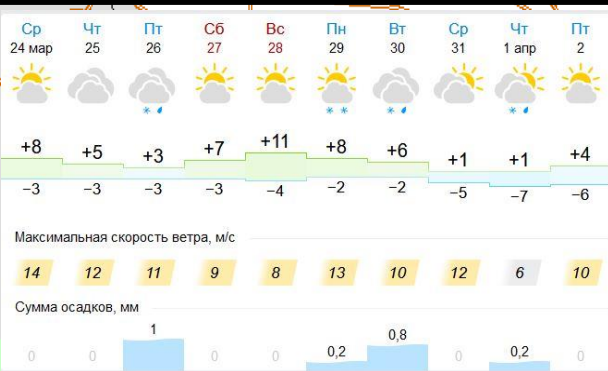 Ср Чт Пт Сб Вс Пн Вт Ср Чт Пт
24 мар 25 26 27 28 29 30 31 1 апр 2
+8 +5 +3 +7 +11 +8 +6 +1 +1 +4
−3 −3 −3 −3 −4 −2 −2 −5 −7 −6
Максимальная скорость ветра, м/с
14 12 11 9 8 13 10 12 6 10
Сумма осадков, мм
0 0 1 0 0 0,2 0,8 0 0,2 0